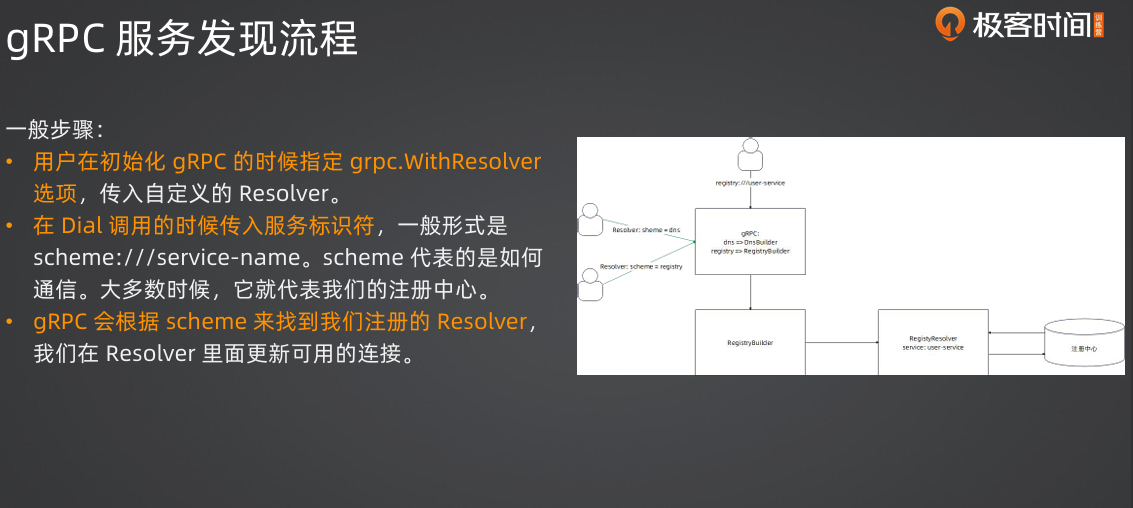 gRPC 服务发现流程
极客时间
训练营
一般步骤：
• 用户在初始化 gRPC 的时候指定 grpc.WithResolver
选项，传入自定义的 Resolver。
• 在 Dial 调用的时候传入服务标识符，一般形式是
scheme:///service-name。scheme 代表的是如何
通信。大多数时候，它就代表我们的注册中心。
• gRPC 会根据 scheme 来找到我们注册的 Resolver，
我们在 Resolver 里面更新可用的连接。
registry:///user-service
Resolver: sheme = dns
Resolver: scheme = registry
gRPC:
dns => DnsBuilder
registry => RegistryBuilder
RegistryBuilder
RegistyResolver
service: user-service
注册中心